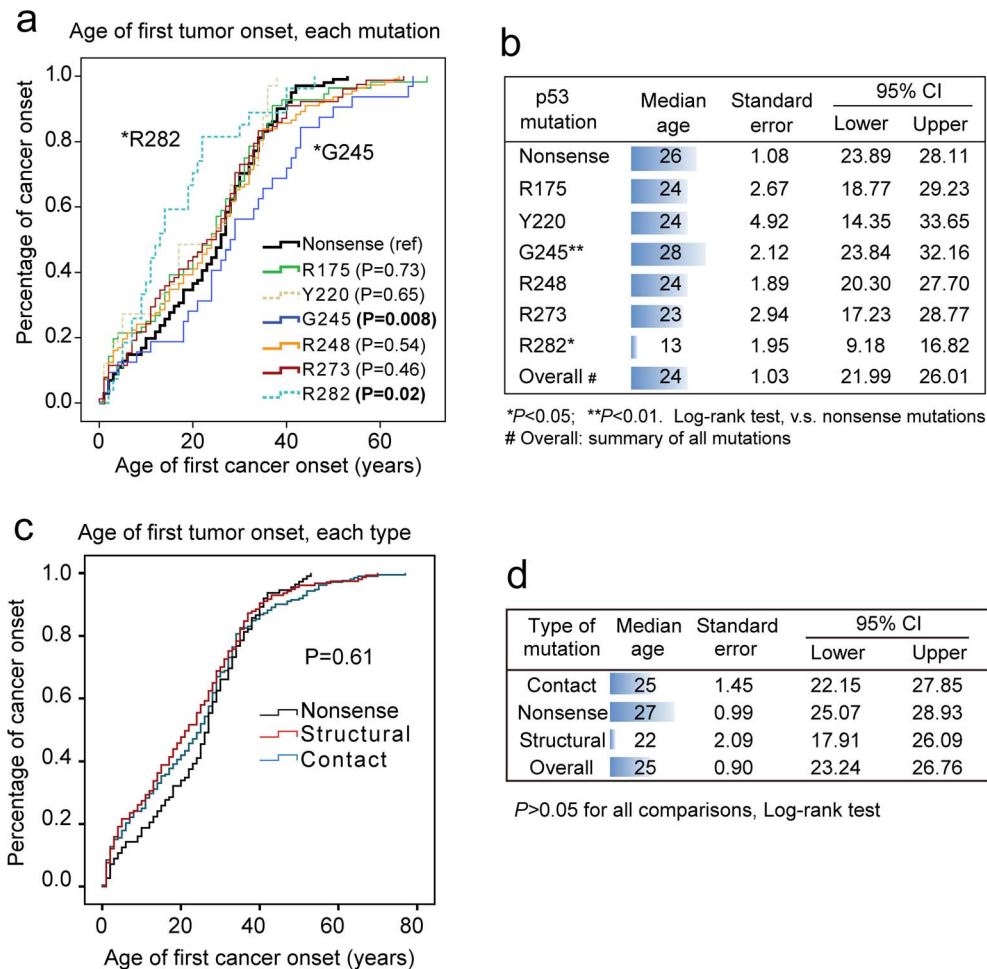 a
Age of first tumor onset, each mutation
Percentage of cancer onset
1.0
0.8
0.6
0.4
0.2
0.0
*R282
*G245
Nonsense (ref)
R175 (P=0.73)
Y220 (P=0.65)
G245 (P=0.008)
R248 (P=0.54)
R273 (P=0.46)
R282 (P=0.02)
0 20 40 60
Age of first cancer onset (years)
b
p53 mutation Median age Standard error 95% CI
Lower Upper
Nonsense 26 1.08 23.89 28.11
R175 24 2.67 18.77 29.23
Y220 24 4.92 14.35 33.65
G245** 28 2.12 23.84 32.16
R248 24 1.89 20.30 27.70
R273 23 2.94 17.23 28.77
R282* 13 1.95 9.18 16.82
Overall # 24 1.03 21.99 26.01
*P<0.05; **P<0.01. Log-rank test, v.s. nonsense mutations
# Overall: summary of all mutations
c
Age of first tumor onset, each type
Percentage of cancer onset
1.0
0.8
0.6
0.4
0.2
0.0
P=0.61
Nonsense
Structural
Contact
0 20 40 60 80
Age of first cancer onset (years)
d
Type of mutation Median age Standard error 95% CI
Lower Upper
Contact 25 1.45 22.15 27.85
Nonsense 27 0.99 25.07 28.93
Structural 22 2.09 17.91 26.09
Overall 25 0.90 23.24 26.76
P>0.05 for all comparisons, Log-rank test